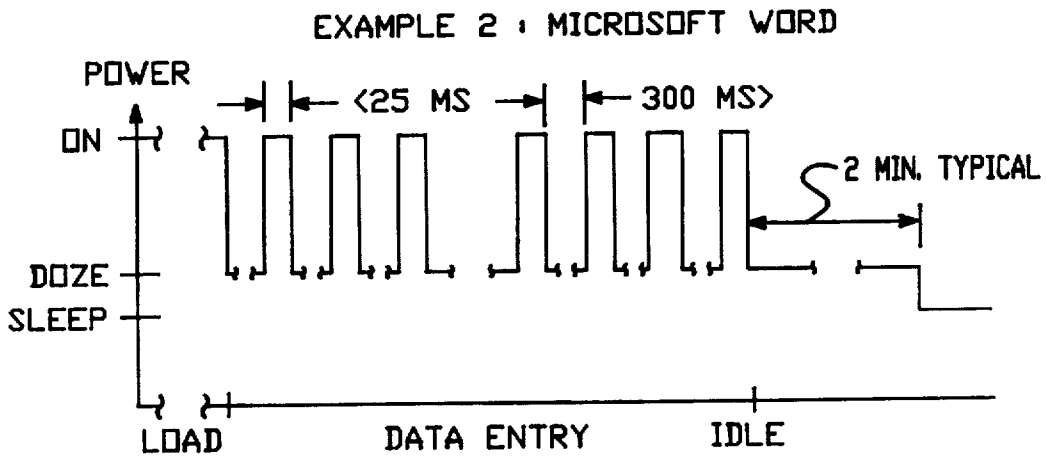 EXAMPLE 2 : MICROSOFT WORD
POWER
<25 MS
300 MS>
ON
2 MIN. TYPICAL
DOZE
SLEEP
LOAD
DATA ENTRY
IDLE